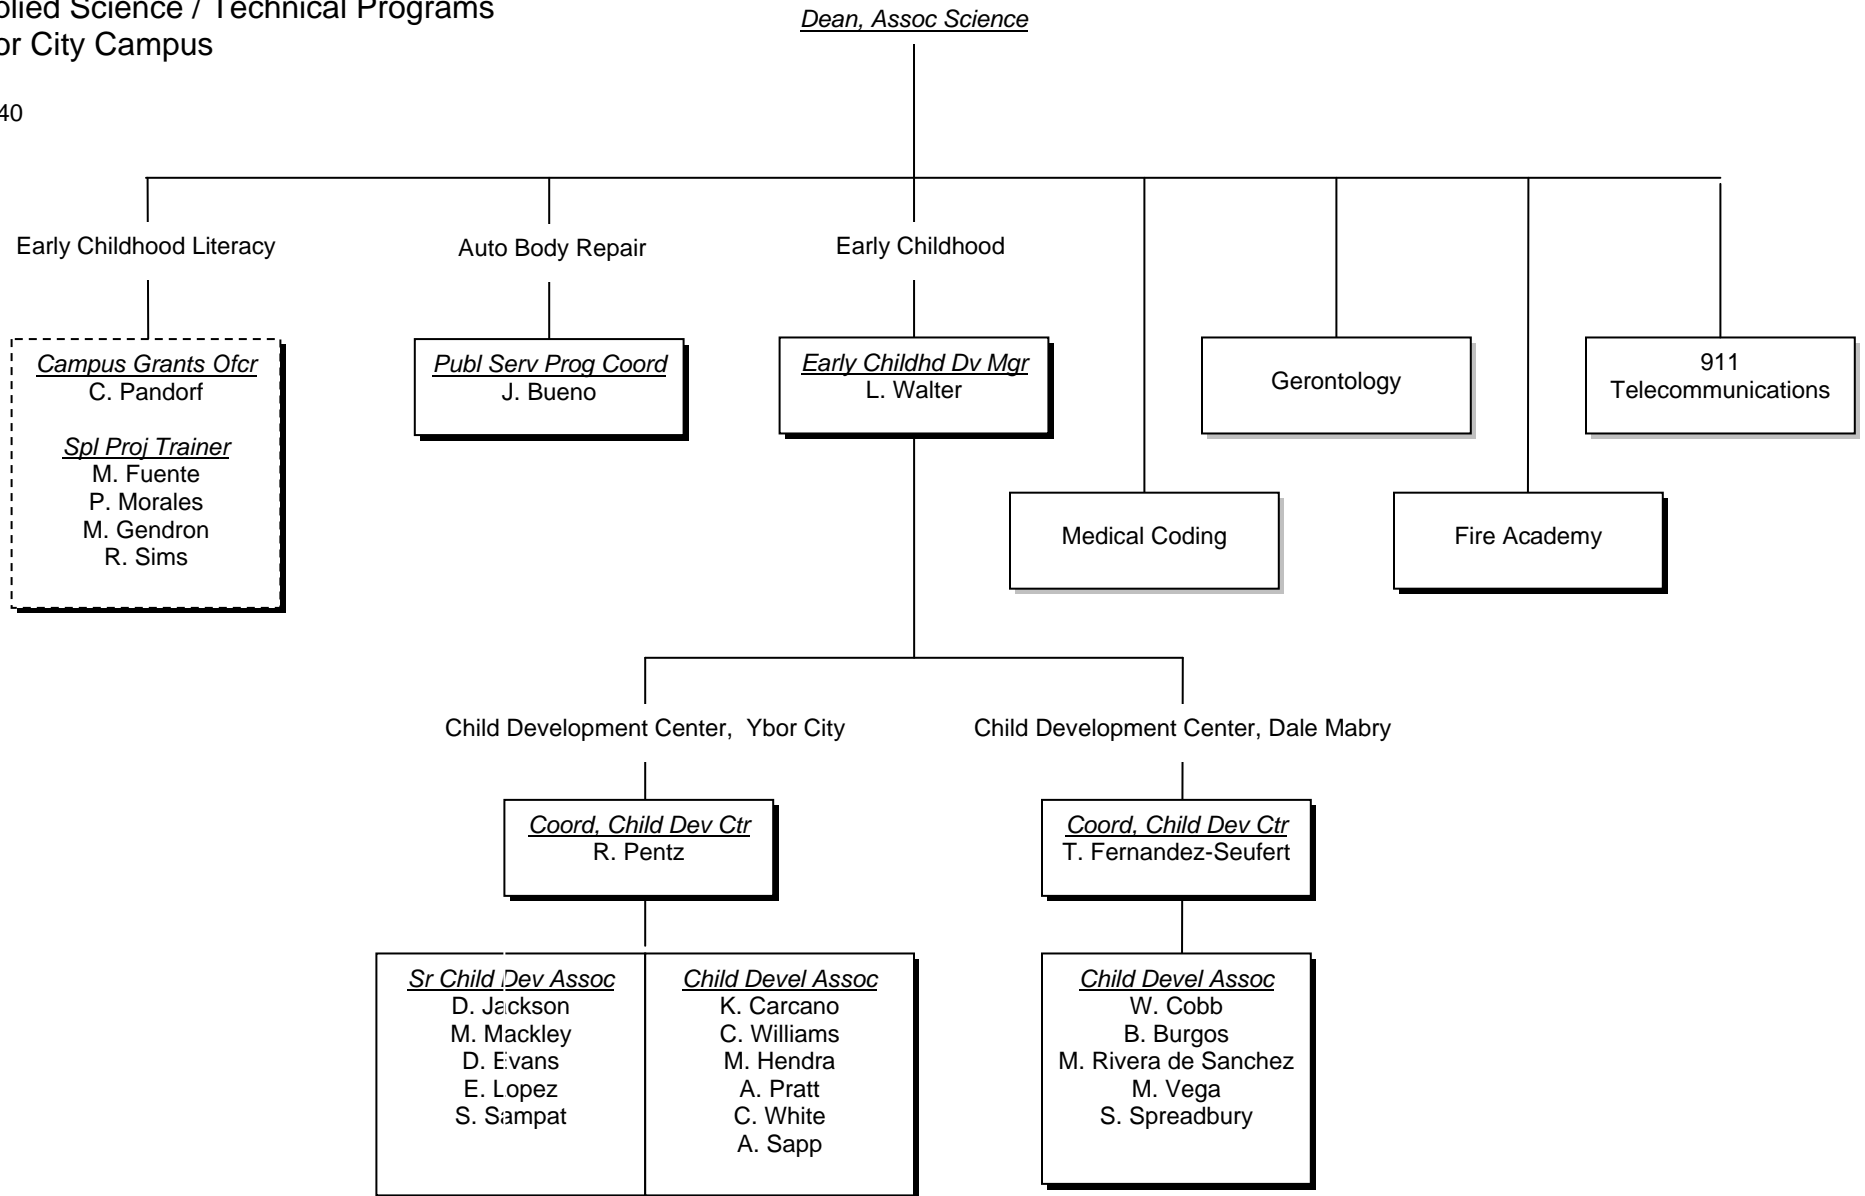 plied Science / Technical Programs
or City Campus
40
Dean, Assoc Science
Early Childhood Literacy
Auto Body Repair
Early Childhood
Campus Grants Ofcr
C. Pandorf
Spl Proj Trainer
M. Fuente
P. Morales
M. Gendron
R. Sims
Publ Serv Prog Coord
J. Bueno
Early Childhd Dv Mgr
L. Walter
Gerontology
911
Telecommunications
Medical Coding
Fire Academy
Child Development Center, Ybor City
Child Development Center, Dale Mabry
Coord, Child Dev Ctr
R. Pentz
Coord, Child Dev Ctr
T. Fernandez-Seufert
Sr Child Dev Assoc
D. Jackson
M. Mackley
D. Evans
E. Lopez
S. Sampat
Child Devel Assoc
K. Carcano
C. Williams
M. Hendra
A. Pratt
C. White
A. Sapp
Child Devel Assoc
W. Cobb
B. Burgos
M. Rivera de Sanchez
M. Vega
S. Spreadbury